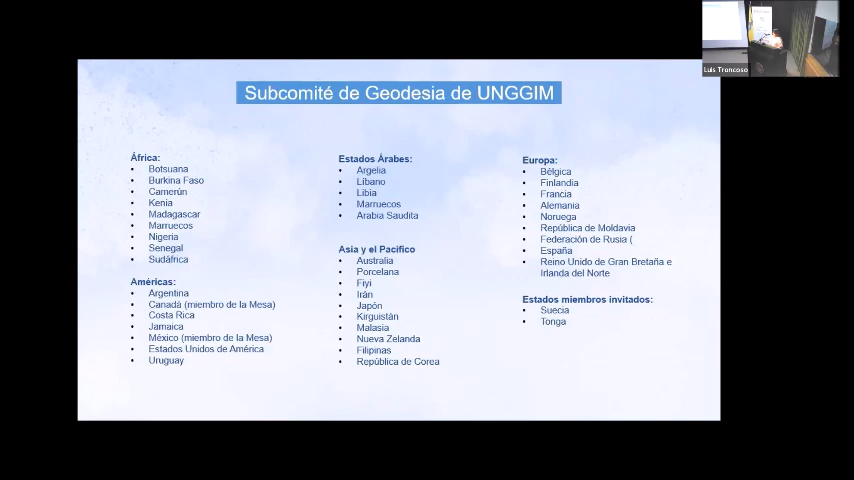 Subcomité de Geodesia de UNGGIM
África:
• Botsuana
• Burkina Faso
• Camerún
• Kenia
• Madagascar
• Marruecos
• Nigeria
• Senegal
• Sudáfrica
Américas:
• Argentina
• Canadá (miembro de la Mesa)
• Costa Rica
• Jamaica
• México (miembro de la Mesa)
• Estados Unidos de América
• Uruguay
Estados Árabes:
• Argelia
• Líbano
• Libia
• Marruecos
• Arabia Saudita
Asia y el Pacífico
• Australia
• Porcelana
• Fiyi
• Irán
• Japón
• Kirguistán
• Malasia
• Nueva Zelanda
• Filipinas
• República de Corea
Europa:
• Bélgica
• Finlandia
• Francia
• Alemania
• Noruega
• República de Moldavia
• Federación de Rusia (
• España
• Reino Unido de Gran Bretaña e
Irlanda del Norte
Estados miembros invitados:
• Suecia
• Tonga
Luis Troncoso